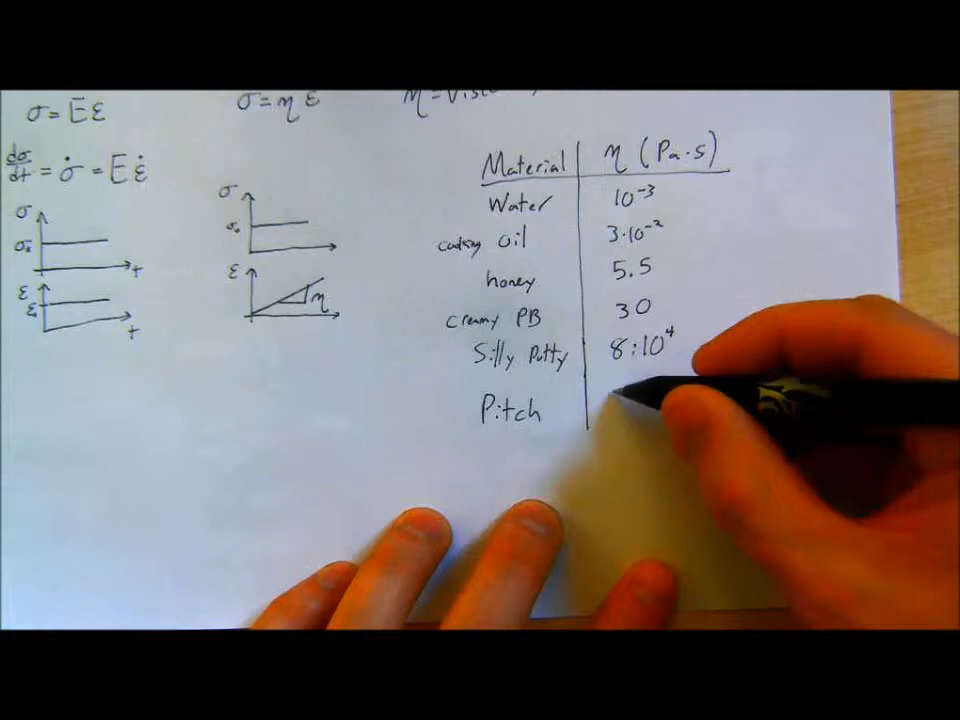 σ = Eε
σ = η ε
η =
dσ/dt = σ̇ = E ε̇
Material η (Pa·s)
Water 10⁻³
cooking oil 3·10⁻²
honey 5.5
creamy PB 30
Silly Putty 8·10⁴
Pitch
σ
σ₀
t
ε
ε
t
σ
σ₀
ε
η